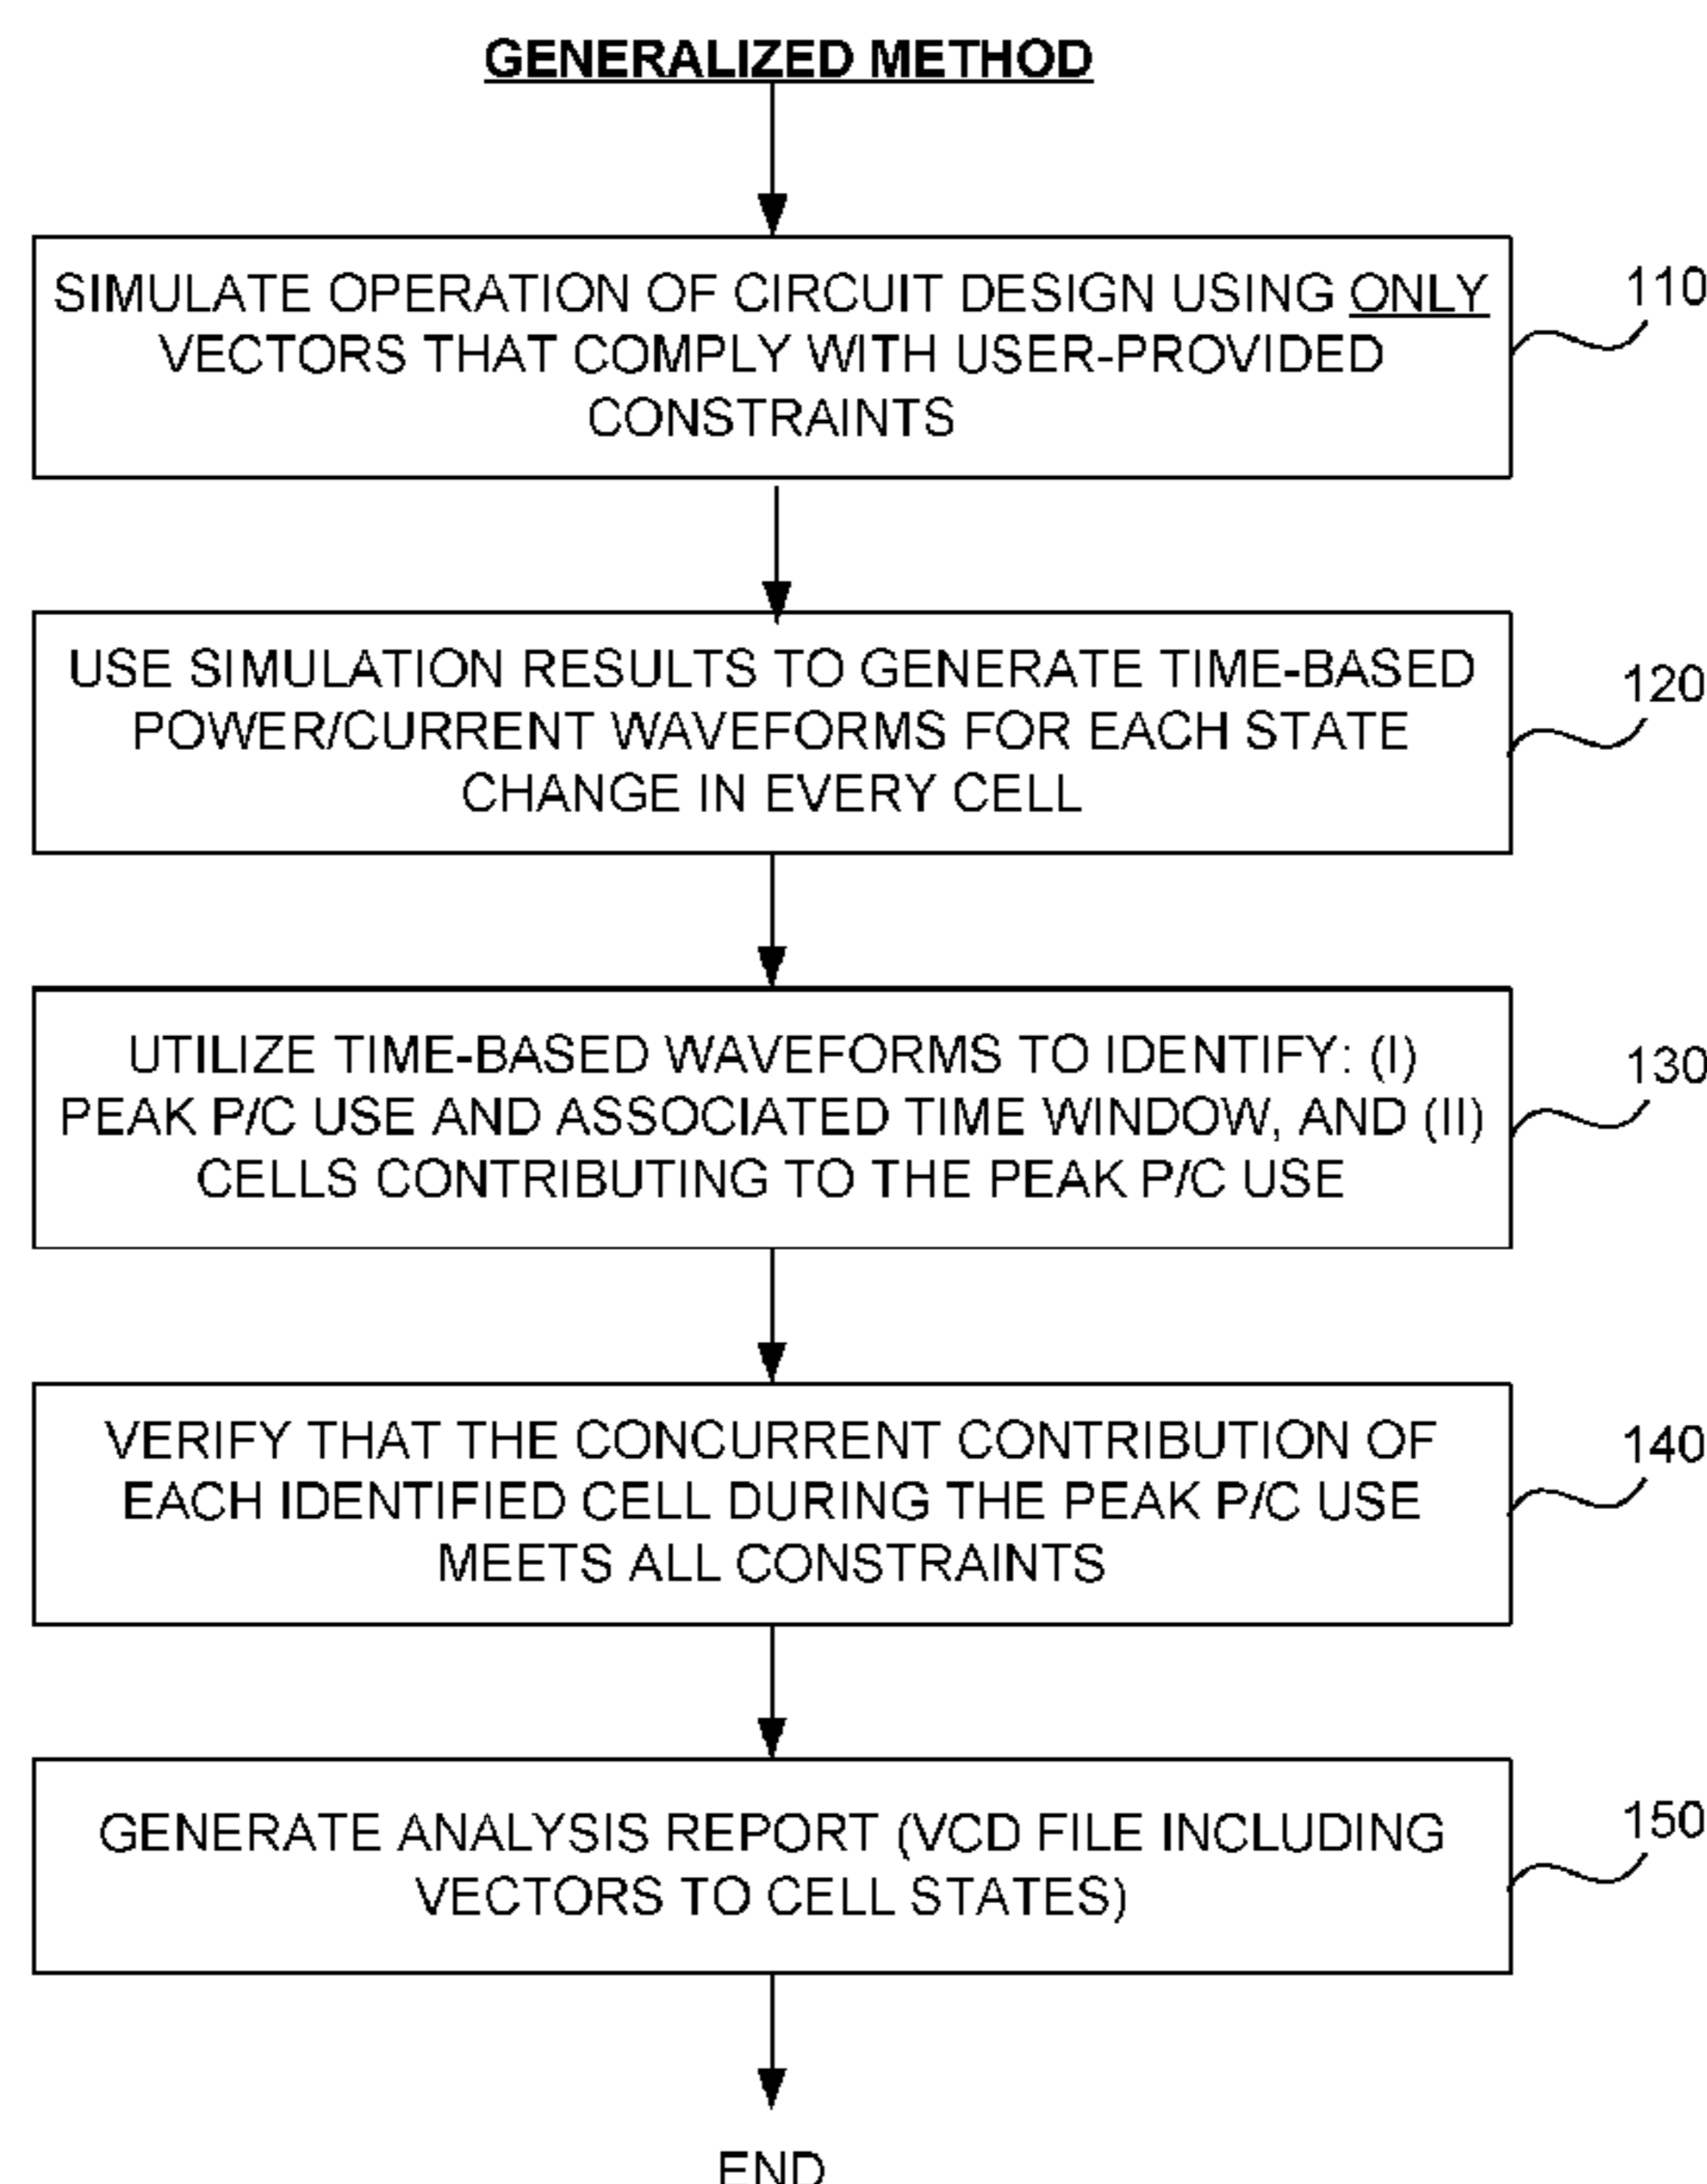 GENERALIZED METHOD
SIMULATE OPERATION OF CIRCUIT DESIGN USING ONLY
VECTORS THAT COMPLY WITH USER-PROVIDED
CONSTRAINTS
110
USE SIMULATION RESULTS TO GENERATE TIME-BASED
POWER/CURRENT WAVEFORMS FOR EACH STATE
CHANGE IN EVERY CELL
120
UTILIZE TIME-BASED WAVEFORMS TO IDENTIFY: (I)
PEAK P/C USE AND ASSOCIATED TIME WINDOW, AND (II)
CELLS CONTRIBUTING TO THE PEAK P/C USE
130
VERIFY THAT THE CONCURRENT CONTRIBUTION OF
EACH IDENTIFIED CELL DURING THE PEAK P/C USE
MEETS ALL CONSTRAINTS
140
GENERATE ANALYSIS REPORT (VCD FILE INCLUDING
VECTORS TO CELL STATES)
150
END